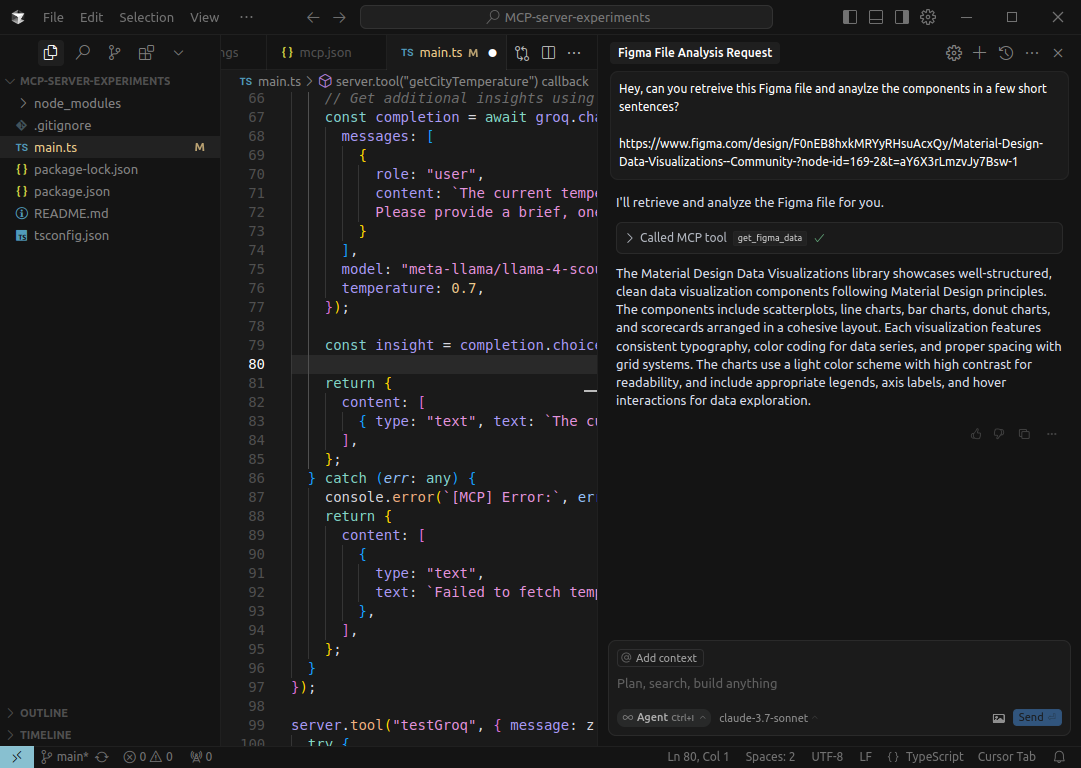 File Edit Selection View ··· MCP-server-experiments
ngs {} mcp.json TS main.ts M
MCP-SERVER-EXPERIMENTS
node_modules
.gitignore
TS main.ts M
{} package-lock.json
{} package.json
README.md
TS tsconfig.json
OUTLINE
TIMELINE
TS main.ts > server.tool("getCityTemperature") callback
66 // Get additional insights using
67 const completion = await groq.cha
68 messages: [
69 {
70 role: "user",
71 content: `The current tempe
72 Please provide a brief, one
73 }
74 ],
75 model: "meta-llama/llama-4-scou
76 temperature: 0.7,
77 });
78
79 const insight = completion.choice
80
81 return {
82 content: [
83 { type: "text", text: `The cu
84 ],
85 };
86 } catch (err: any) {
87 console.error(`[MCP] Error:`, err
88 return {
89 content: [
90 {
91 type: "text",
92 text: `Failed to fetch temp
93 },
94 ],
95 };
96 }
97 });
98
99 server.tool("testGroq", { message: z
100 try {
Figma File Analysis Request
Hey, can you retreive this Figma file and anaylze the components in a few short
sentences?
https://www.figma.com/design/F0nEB8hxkMRYyRHsuAcxQy/Material-Design-
Data-Visualizations--Community-?node-id=169-2&t=aY6X3rLmzvJy7Bsw-1
I'll retrieve and analyze the Figma file for you.
Called MCP tool get_figma_data
The Material Design Data Visualizations library showcases well-structured,
clean data visualization components following Material Design principles.
The components include scatterplots, line charts, bar charts, donut charts,
and scorecards arranged in a cohesive layout. Each visualization features
consistent typography, color coding for data series, and proper spacing with
grid systems. The charts use a light color scheme with high contrast for
readability, and include appropriate legends, axis labels, and hover
interactions for data exploration.
@ Add context
Plan, search, build anything
∞ Agent Ctrl+I claude-3.7-sonnet Send
main* 0 0 0 Ln 80, Col 1 Spaces: 2 UTF-8 LF {} TypeScript Cursor Tab